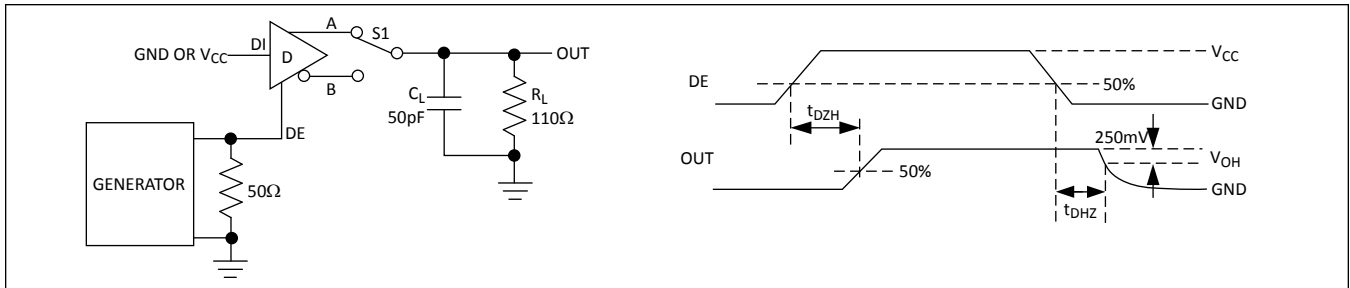 A
S1
DI
GND OR VCC
D
OUT
B
CL
50pF
RL
110Ω
DE
GENERATOR
50Ω
VCC
DE
50%
GND
tDZH
250mV
OUT
VOH
50%
GND
tDHZ